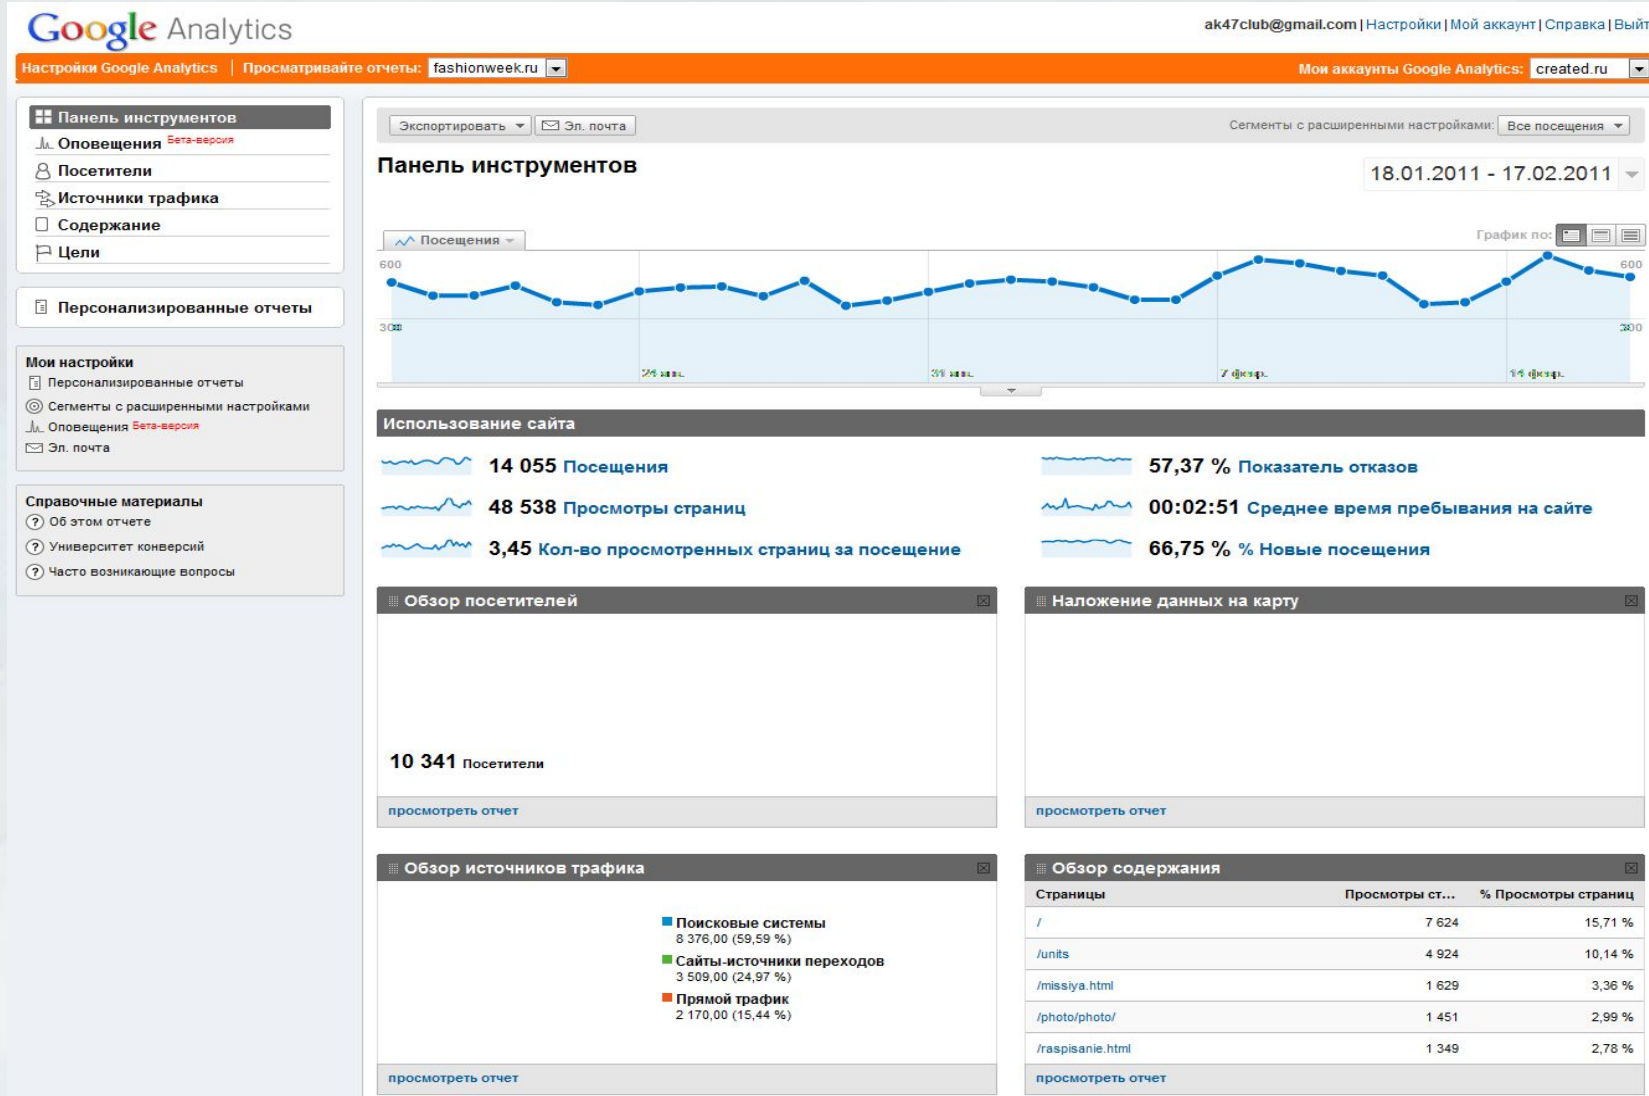 Google Analytics
ak47club@gmail.com | Настройки | Мой аккаунт | Справка | Выйт
Настройки Google Analytics | Просматривайте отчеты: fashionweek.ru
Мои аккаунты Google Analytics: created.ru
Панель инструментов
Оповещения Бета-версия
Посетители
Источники трафика
Содержание
Цели
Персонализированные отчеты
Мои настройки
Персонализированные отчеты
Сегменты с расширенными настройками
Оповещения Бета-версия
Эл. почта
Справочные материалы
Об этом отчете
Университет конверсий
Часто возникающие вопросы
Экспортировать Эл. почта
Сегменты с расширенными настройками: Все посещения
Панель инструментов
18.01.2011 - 17.02.2011
Посещения
График по:
600 600
300 300
24 янв. 31 янв. 7 февр. 14 февр.
Использование сайта
14 055 Посещения
48 538 Просмотры страниц
3,45 Кол-во просмотренных страниц за посещение
57,37 % Показатель отказов
00:02:51 Среднее время пребывания на сайте
66,75 % % Новые посещения
Обзор посетителей
10 341 Посетители
просмотреть отчет
Наложение данных на карту
просмотреть отчет
Обзор источников трафика
Поисковые системы
8 376,00 (59,59 %)
Сайты-источники переходов
3 509,00 (24,97 %)
Прямой трафик
2 170,00 (15,44 %)
просмотреть отчет
Обзор содержания
Страницы Просмотры ст... % Просмотры страниц
/ 7 624 15,71 %
/units 4 924 10,14 %
/missiya.html 1 629 3,36 %
/photo/photo/ 1 451 2,99 %
/raspisanie.html 1 349 2,78 %
просмотреть отчет